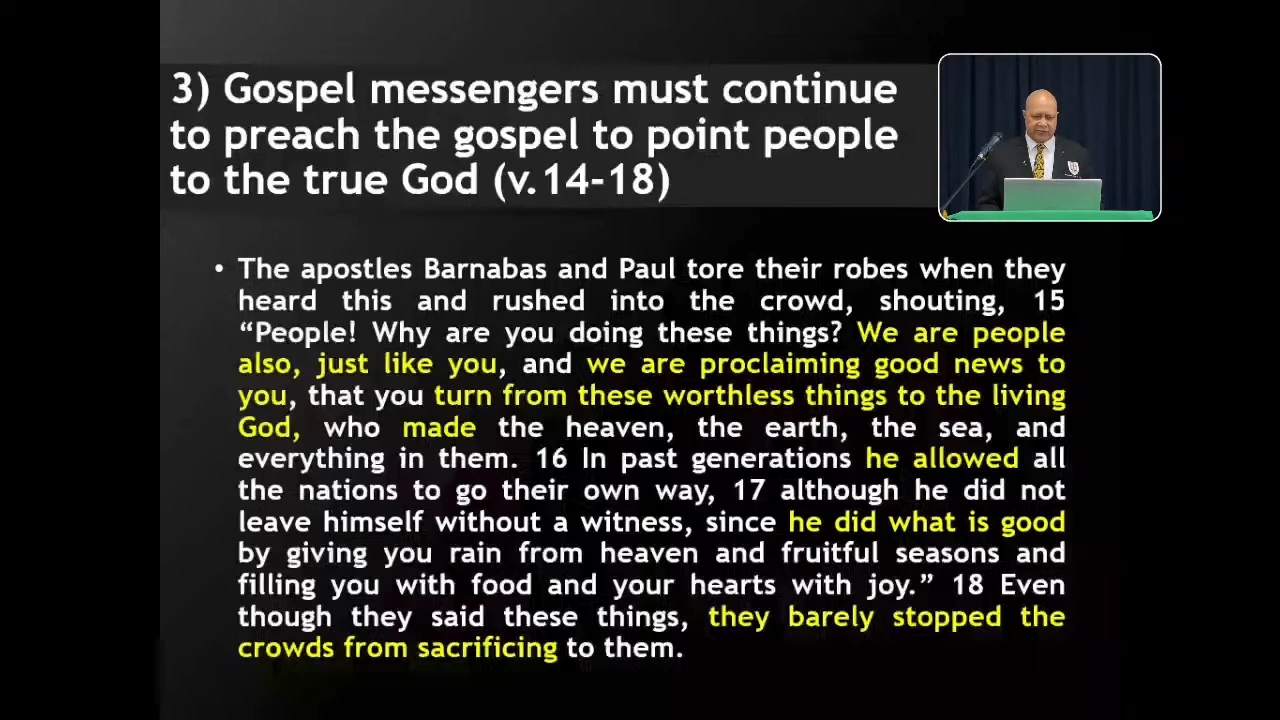 3) Gospel messengers must continue
to preach the gospel to point people
to the true God (v.14-18)
• The apostles Barnabas and Paul tore their robes when they
heard this and rushed into the crowd, shouting, 15
“People! Why are you doing these things? We are people
also, just like you, and we are proclaiming good news to
you, that you turn from these worthless things to the living
God, who made the heaven, the earth, the sea, and
everything in them. 16 In past generations he allowed all
the nations to go their own way, 17 although he did not
leave himself without a witness, since he did what is good
by giving you rain from heaven and fruitful seasons and
filling you with food and your hearts with joy.” 18 Even
though they said these things, they barely stopped the
crowds from sacrificing to them.